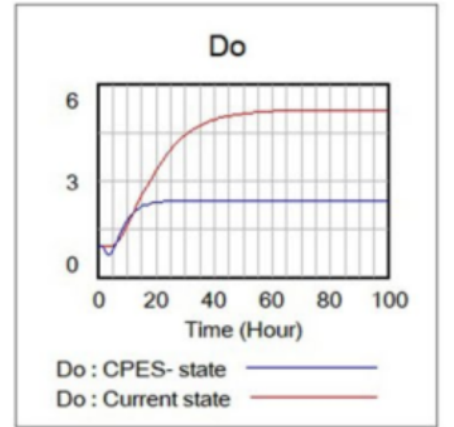 Do
6
3
0
0 20 40 60 80 100
Time (Hour)
Do : CPES- state
Do : Current state